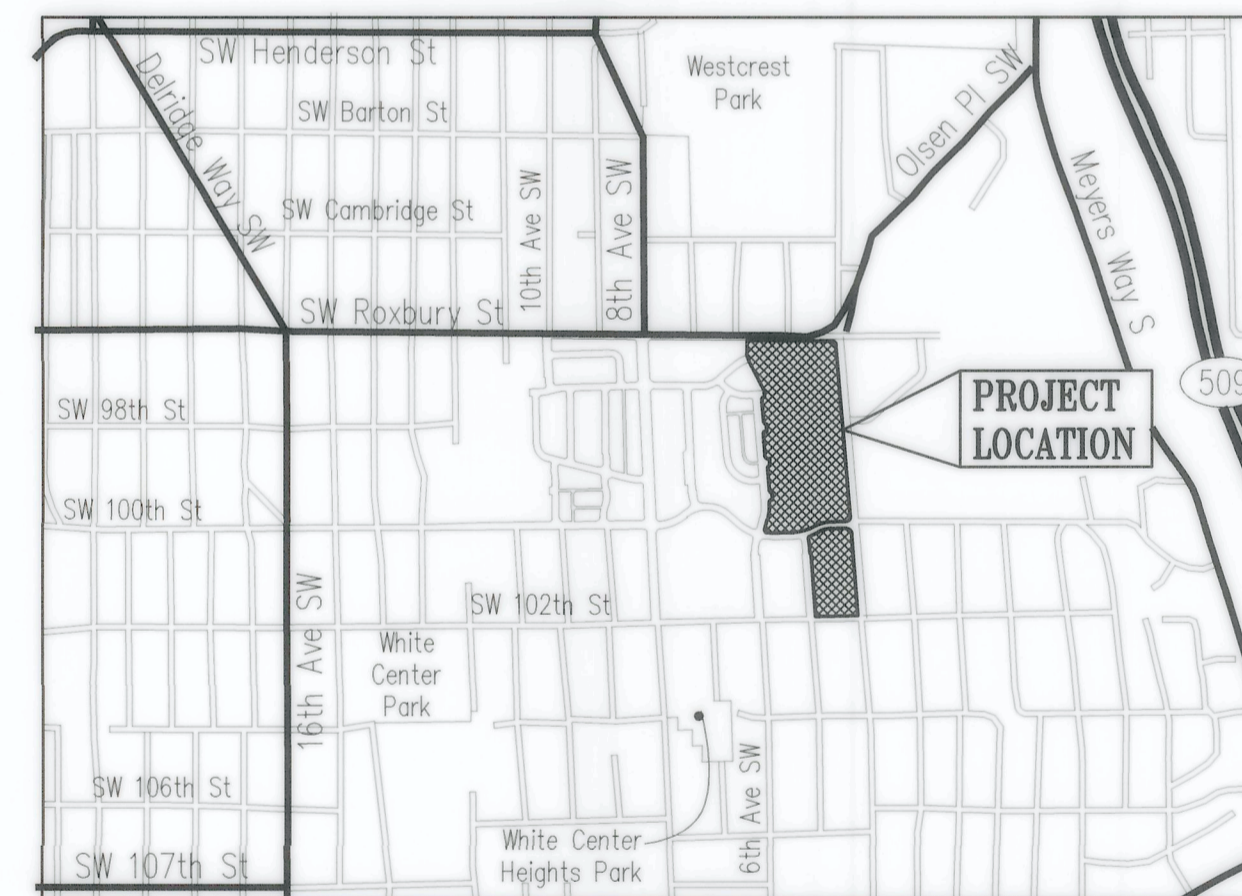 SW Henderson St
Delridge Way SW
SW Barton St
Westcrest
Park
Olsen Pl SW
SW Cambridge St
10th Ave SW
8th Ave SW
Meyers Way S
SW Roxbury St
509
PROJECT
LOCATION
SW 98th St
SW 100th St
SW 102th St
16th Ave SW
White
Center
Park
SW 106th St
6th Ave SW
White Center
Heights Park
SW 107th St